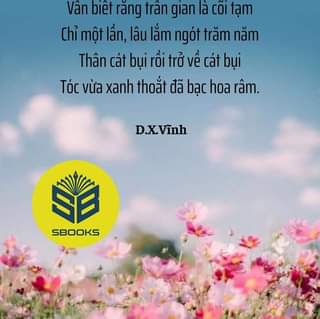 Vẫn biết rằng trần gian là cõi tạm
Chỉ một lần, lâu lắm ngót trăm năm
Thân cát bụi rồi trở về cát bụi
Tóc vừa xanh thoắt đã bạc hoa râm.
D.X.Vĩnh
SB
SBOOKS